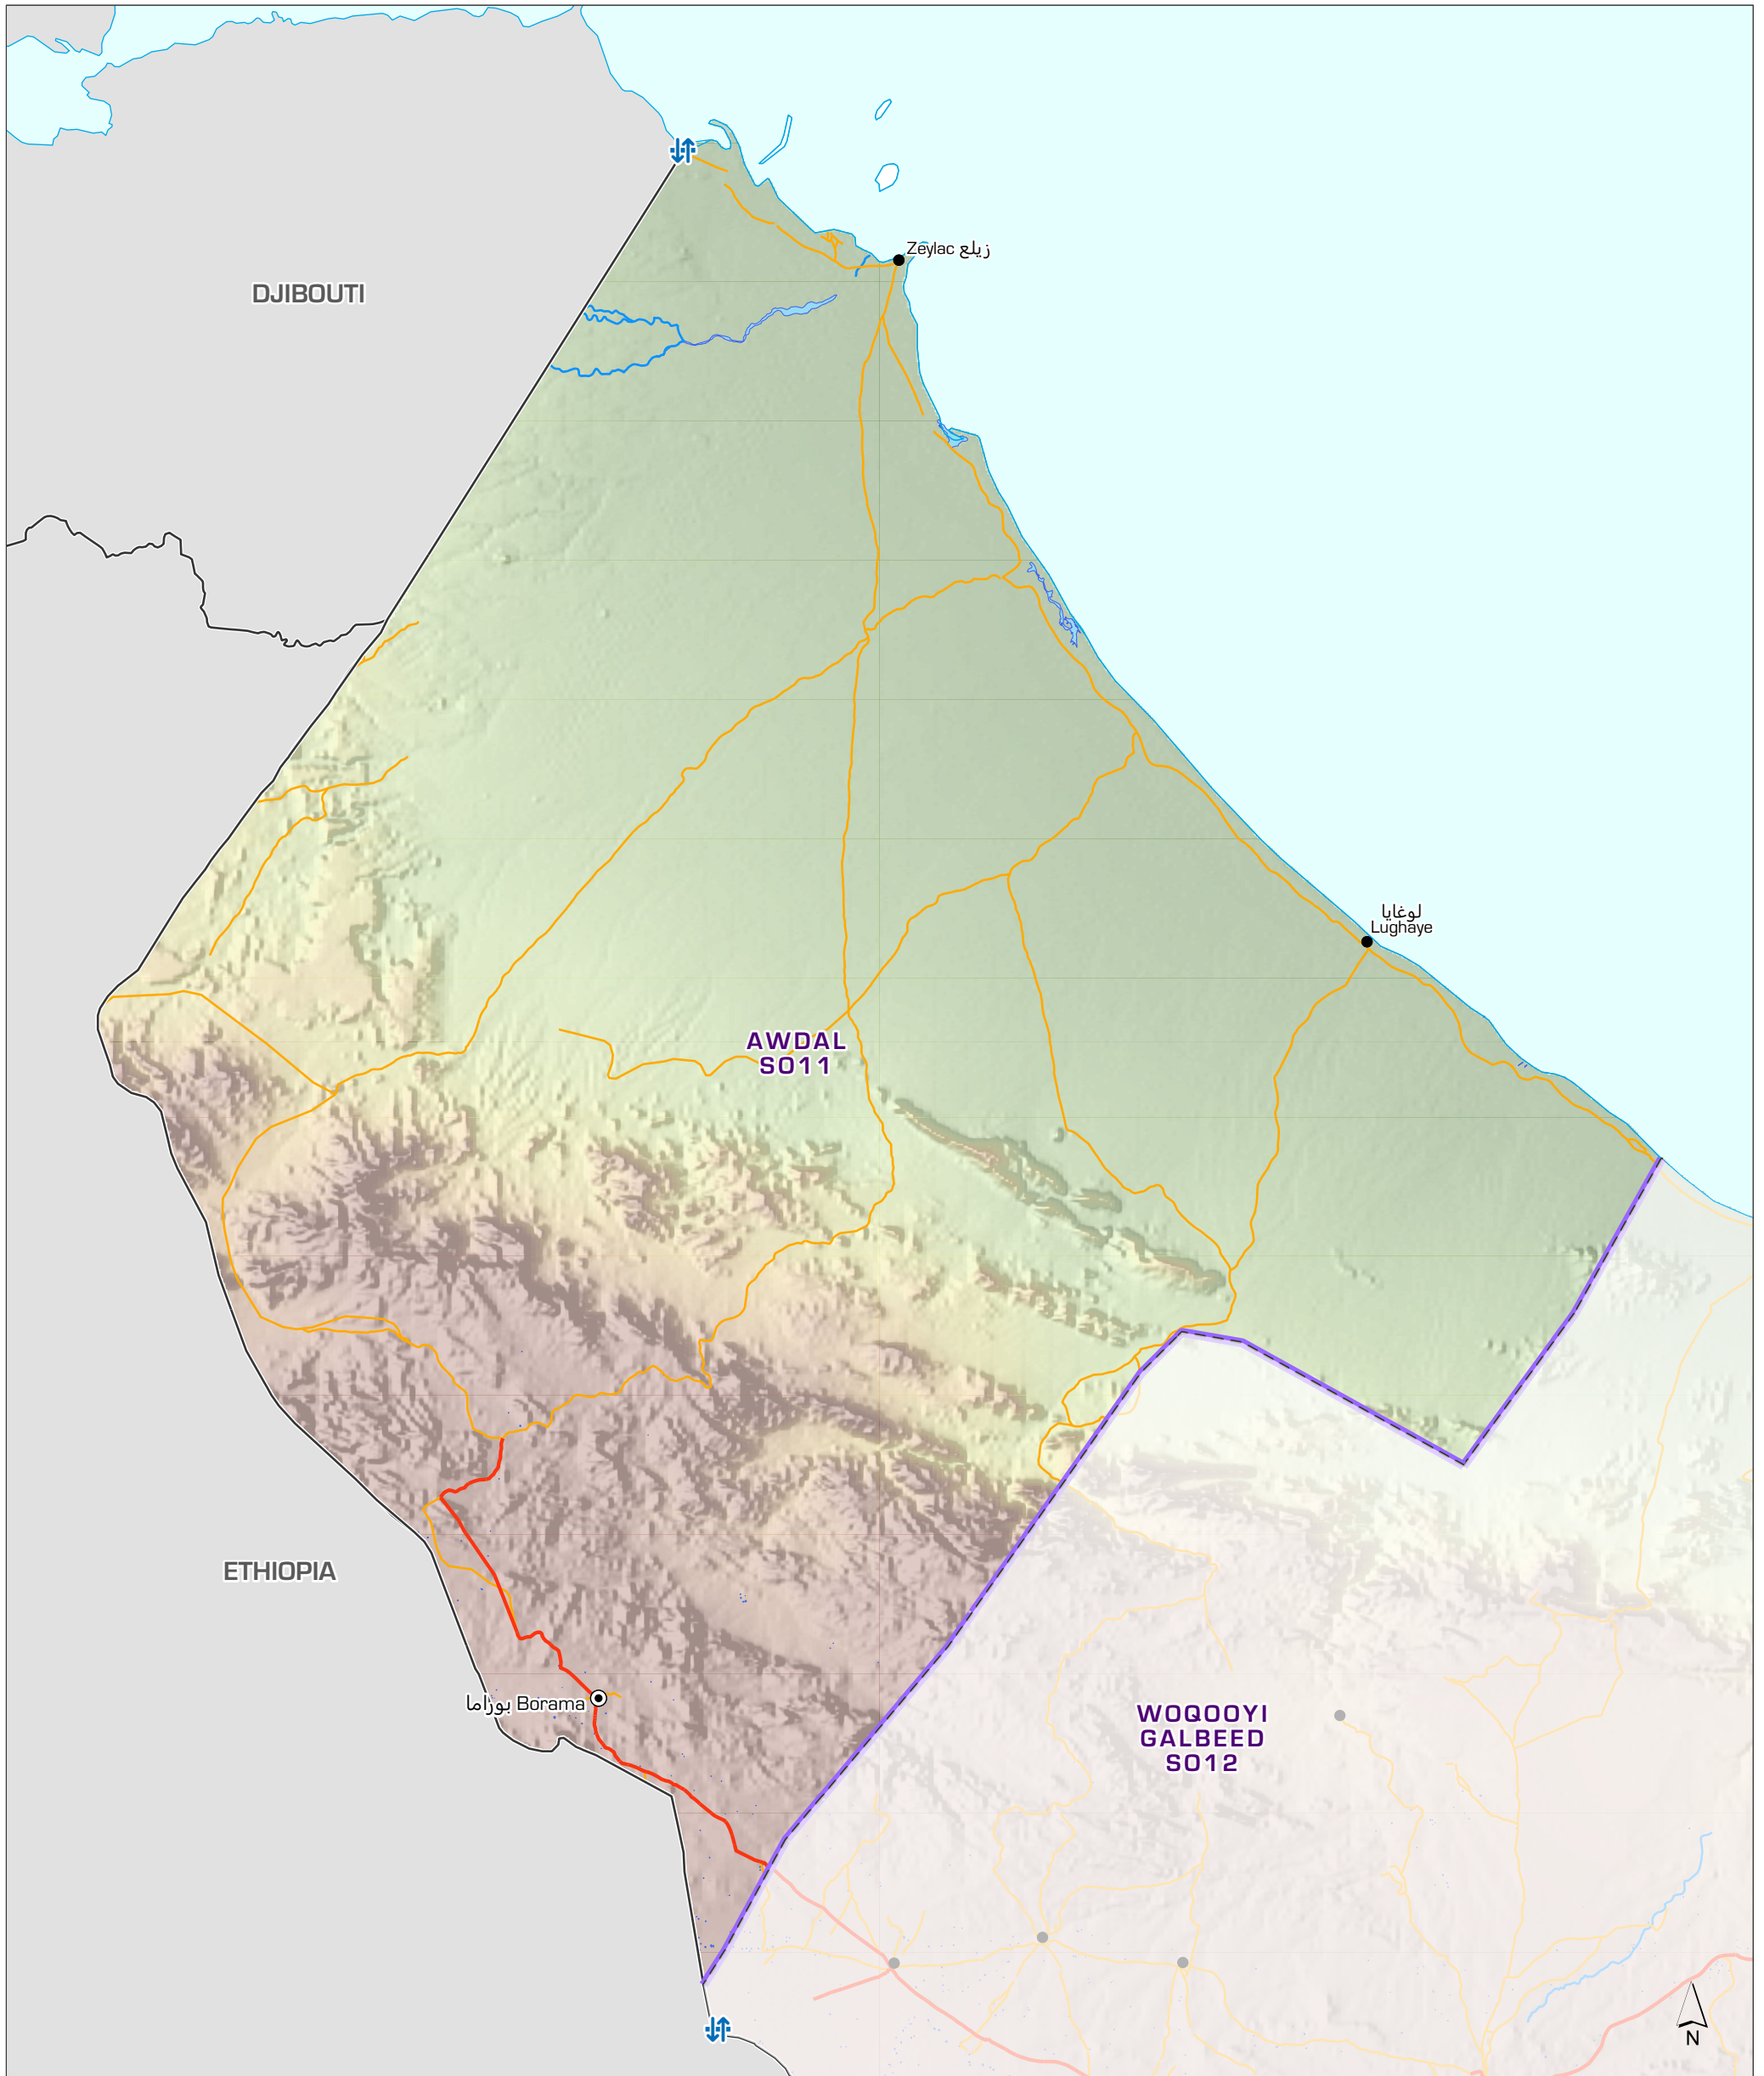 Zeylac زيلع
DJIBOUTI
لوغايا
Lughaye
AWDAL
SO11
ETHIOPIA
بوراما Borama
WOQOOYI
GALBEED
SO12
N